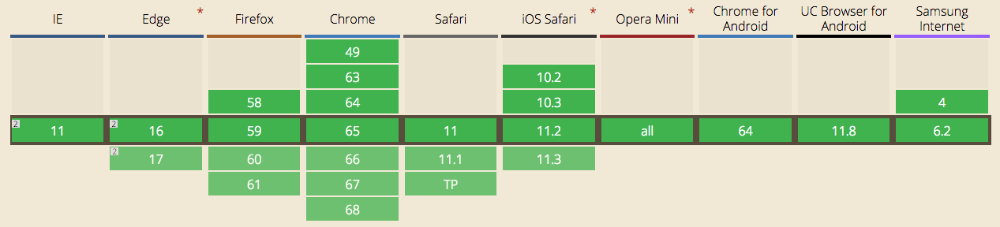 IE Edge * Firefox Chrome Safari iOS Safari * Opera Mini * Chrome for Android UC Browser for Android Samsung Internet
49
63 10.2
58 64 10.3 4
2 11 2 16 59 65 11 11.2 all 64 11.8 6.2
2 17 60 66 11.1 11.3
61 67 TP
68